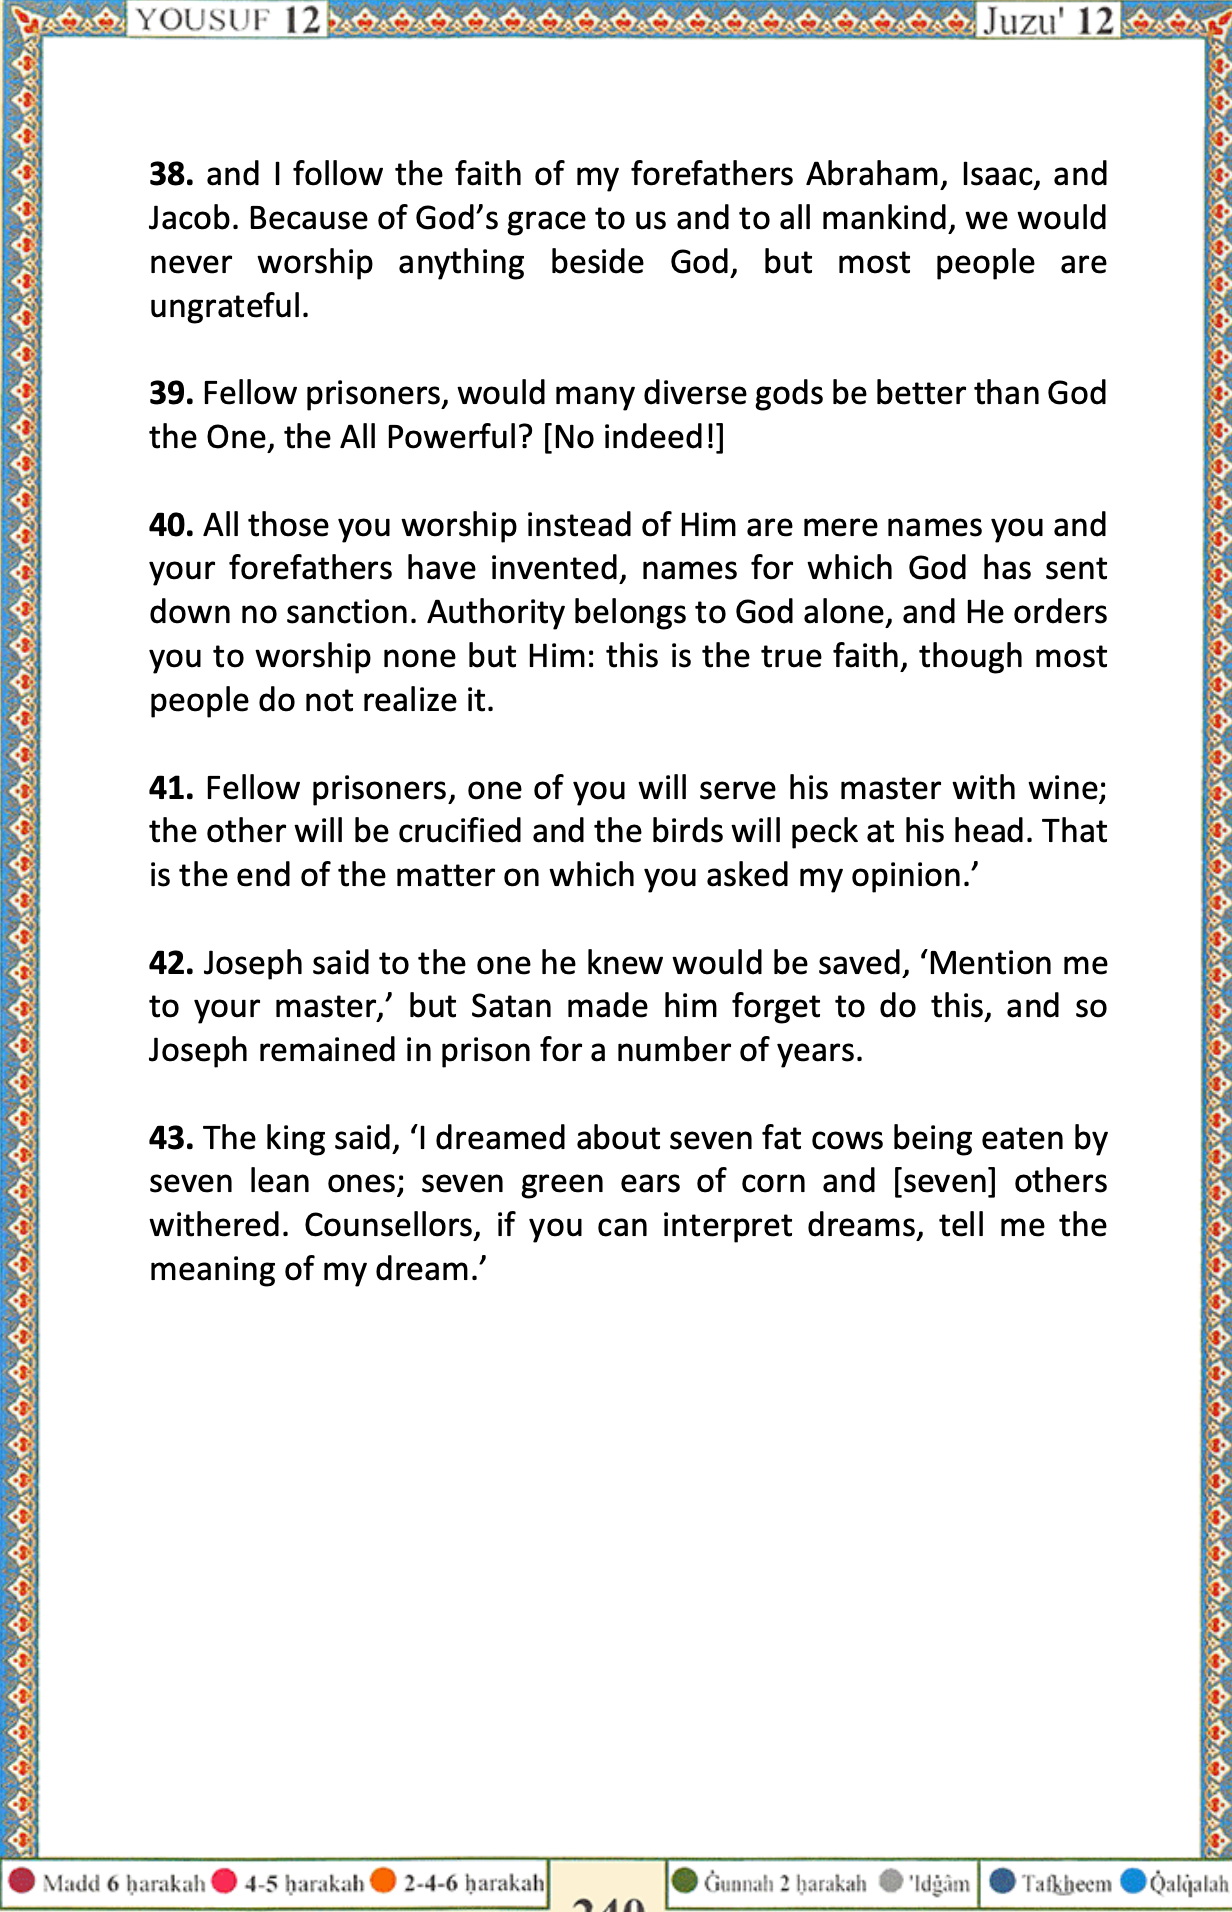 YOUSUF 12
Juzu' 12
38. and I follow the faith of my forefathers Abraham, Isaac, and
Jacob. Because of God’s grace to us and to all mankind, we would
never worship anything beside God, but most people are
ungrateful.
39. Fellow prisoners, would many diverse gods be better than God
the One, the All Powerful? [No indeed!]
40. All those you worship instead of Him are mere names you and
your forefathers have invented, names for which God has sent
down no sanction. Authority belongs to God alone, and He orders
you to worship none but Him: this is the true faith, though most
people do not realize it.
41. Fellow prisoners, one of you will serve his master with wine;
the other will be crucified and the birds will peck at his head. That
is the end of the matter on which you asked my opinion.’
42. Joseph said to the one he knew would be saved, ‘Mention me
to your master,’ but Satan made him forget to do this, and so
Joseph remained in prison for a number of years.
43. The king said, ‘I dreamed about seven fat cows being eaten by
seven lean ones; seven green ears of corn and [seven] others
withered. Counsellors, if you can interpret dreams, tell me the
meaning of my dream.’
Madd 6 ḥarakah 4-5 ḥarakah 2-4-6 ḥarakah
Ġunnah 2 ḥarakah 'Idġâm Tafkheem Q̇alq̇alah